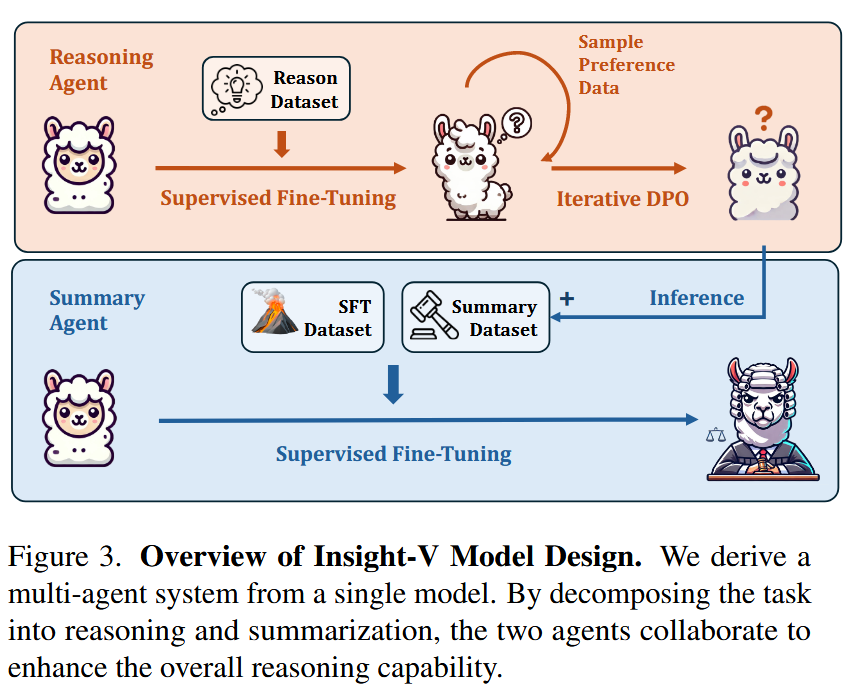 Reasoning
Agent
Reason
Dataset
Supervised Fine-Tuning
?
Sample
Preference
Data
Iterative DPO
?
Summary
Agent
SFT
Dataset
Summary
Dataset
+
Inference
Supervised Fine-Tuning
Figure 3. Overview of Insight-V Model Design. We derive a
multi-agent system from a single model. By decomposing the task
into reasoning and summarization, the two agents collaborate to
enhance the overall reasoning capability.